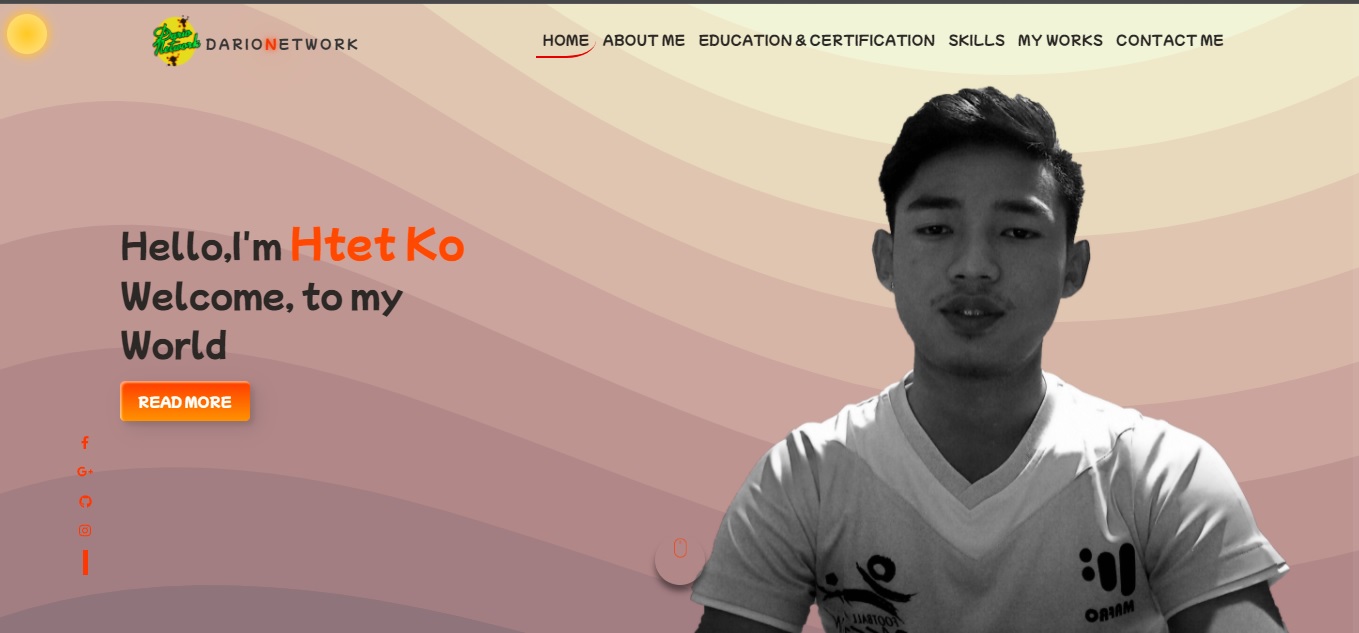 Dario
Network
DARIONETWORK
HOME ABOUT ME EDUCATION & CERTIFICATION SKILLS MY WORKS CONTACT ME
Hello,I'm Htet Ko
Welcome, to my
World
READ MORE
G+
FOOTBALL